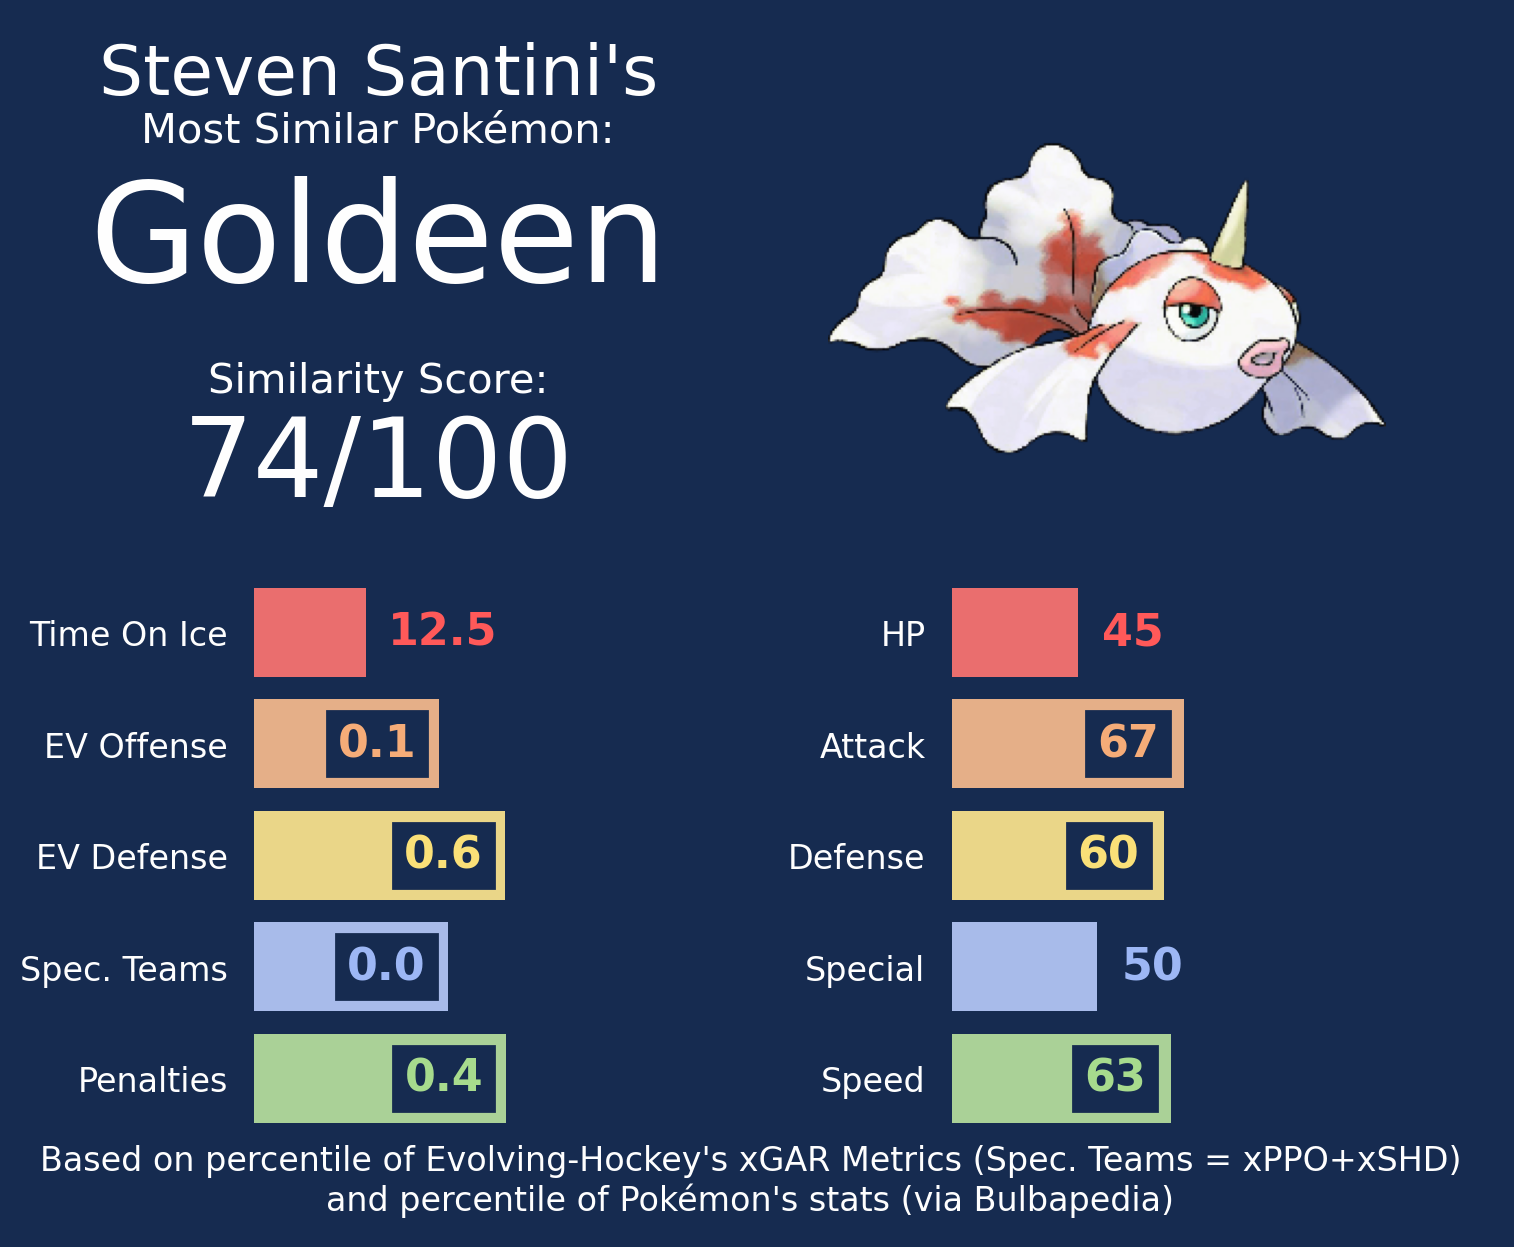 Steven Santini's
Most Similar Pokémon:
Goldeen
Similarity Score:
74/100
Time On Ice 12.5
EV Offense 0.1
EV Defense 0.6
Spec. Teams 0.0
Penalties 0.4
HP 45
Attack 67
Defense 60
Special 50
Speed 63
Based on percentile of Evolving-Hockey's xGAR Metrics (Spec. Teams = xPPO+xSHD)
and percentile of Pokémon's stats (via Bulbapedia)